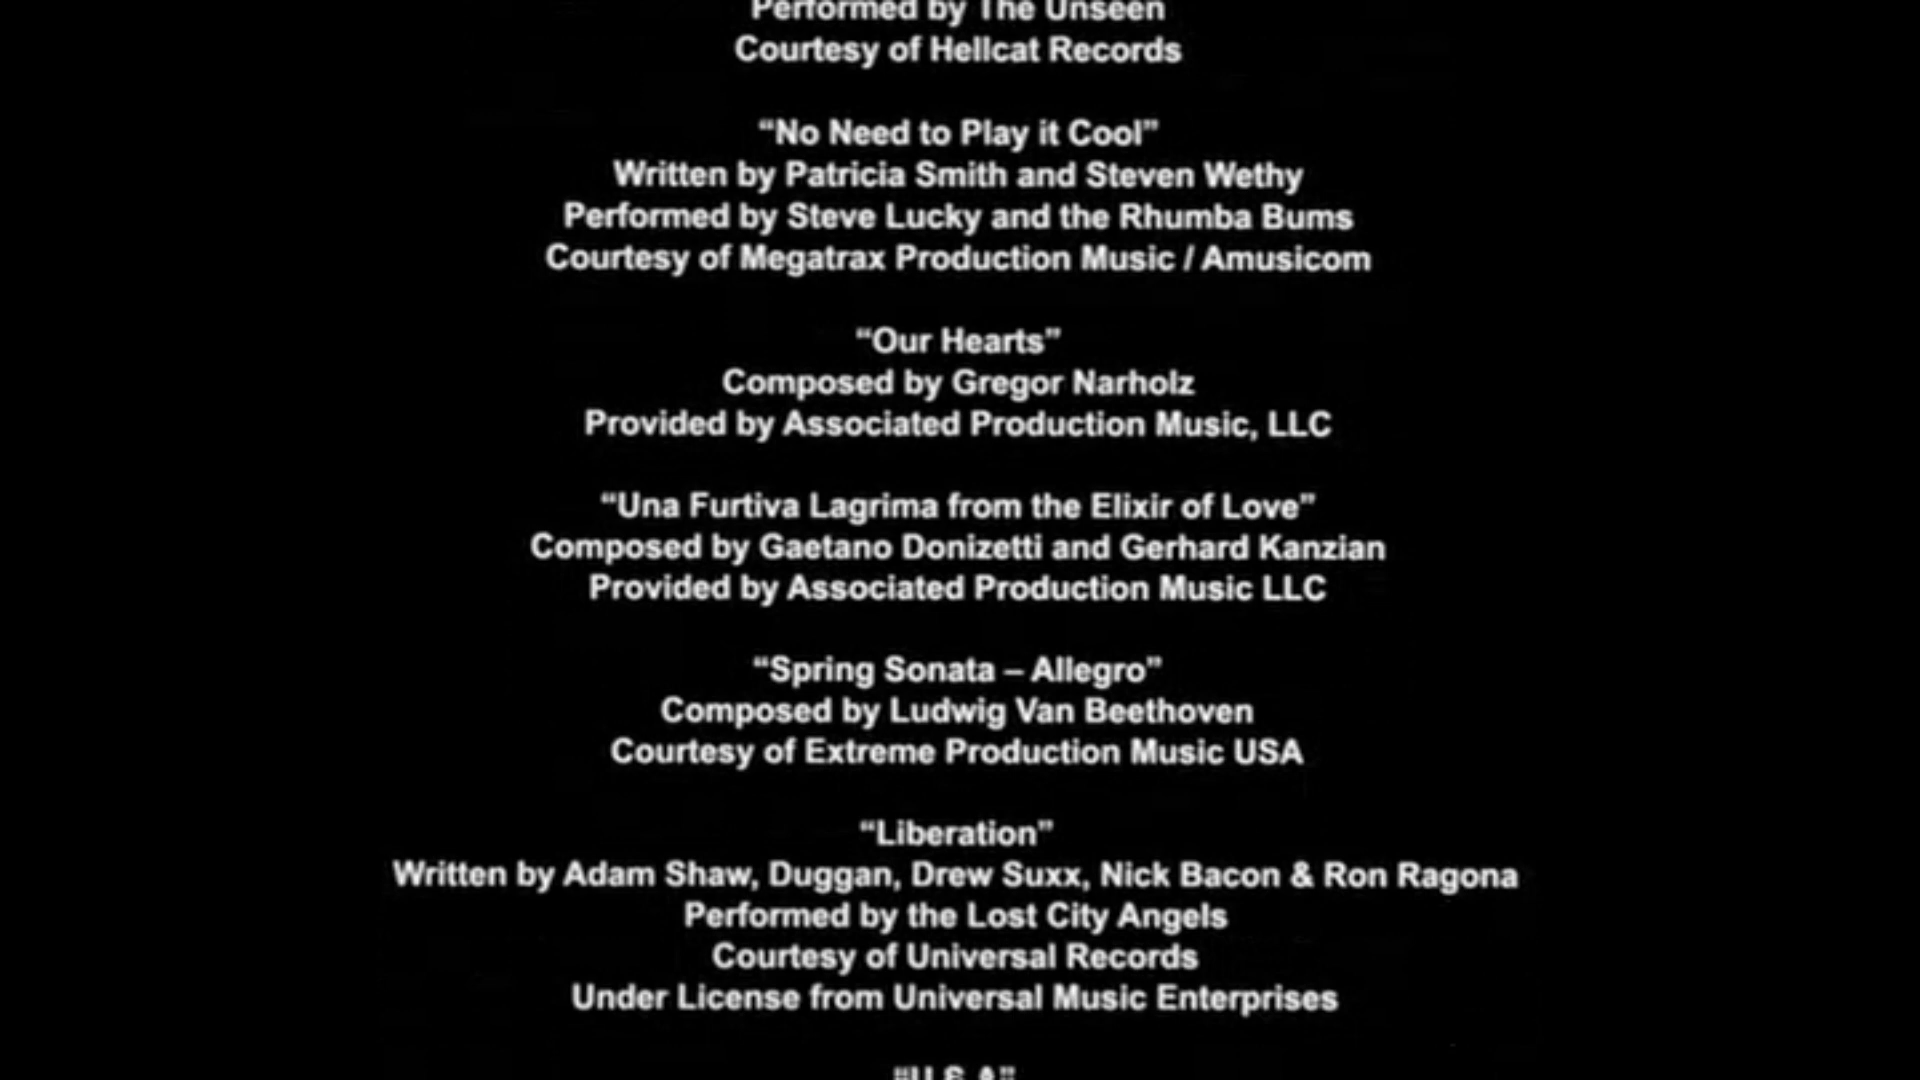 Performed by The Unseen
Courtesy of Hellcat Records
“No Need to Play it Cool”
Written by Patricia Smith and Steven Wethy
Performed by Steve Lucky and the Rhumba Bums
Courtesy of Megatrax Production Music / Amusicom
“Our Hearts”
Composed by Gregor Narholz
Provided by Associated Production Music, LLC
“Una Furtiva Lagrima from the Elixir of Love”
Composed by Gaetano Donizetti and Gerhard Kanzian
Provided by Associated Production Music LLC
“Spring Sonata – Allegro”
Composed by Ludwig Van Beethoven
Courtesy of Extreme Production Music USA
“Liberation”
Written by Adam Shaw, Duggan, Drew Suxx, Nick Bacon & Ron Ragona
Performed by the Lost City Angels
Courtesy of Universal Records
Under License from Universal Music Enterprises